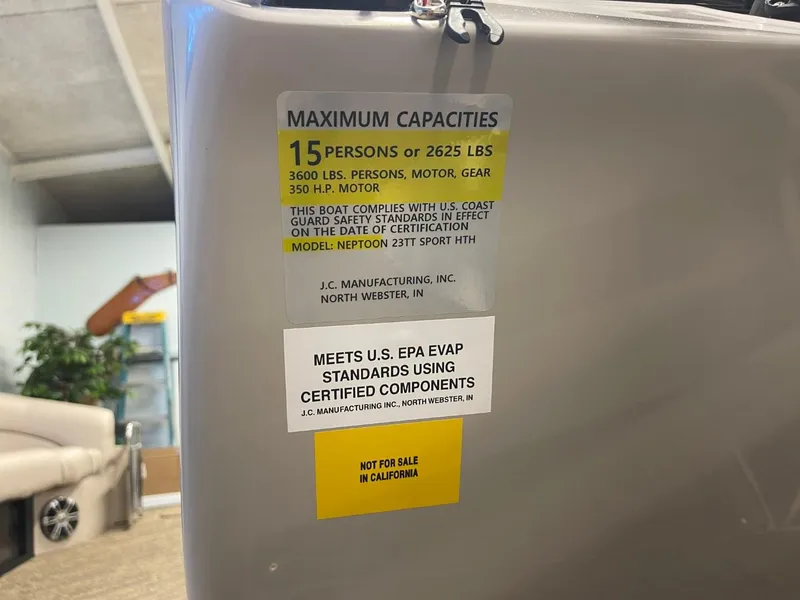 MAXIMUM CAPACITIES
15 PERSONS or 2625 LBS
3600 LBS. PERSONS, MOTOR, GEAR
350 H.P. MOTOR
THIS BOAT COMPLIES WITH U.S. COAST
GUARD SAFETY STANDARDS IN EFFECT
ON THE DATE OF CERTIFICATION
MODEL: NEPTOON 23TT SPORT HTH
J.C. MANUFACTURING, INC.
NORTH WEBSTER, IN
MEETS U.S. EPA EVAP
STANDARDS USING
CERTIFIED COMPONENTS
J.C. MANUFACTURING INC., NORTH WEBSTER, IN
NOT FOR SALE
IN CALIFORNIA